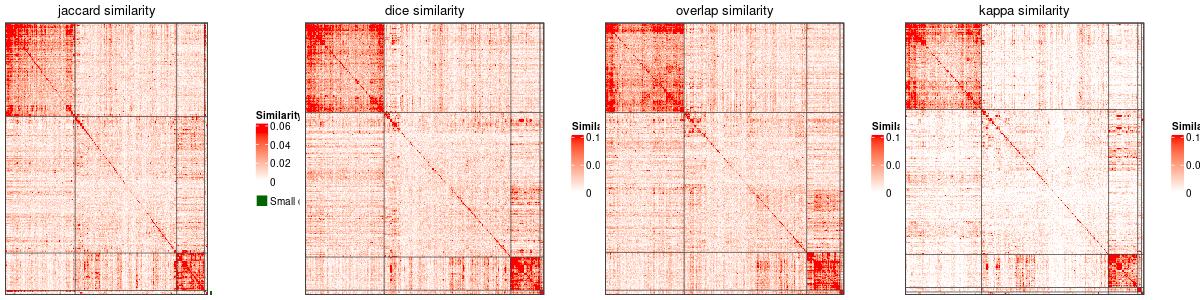 jaccard similarity
Similarity
0.06
0.04
0.02
0
Small
dice similarity
0.1
0.0
0
overlap similarity
0.1
0.0
0
kappa similarity
0.1
0.0
0